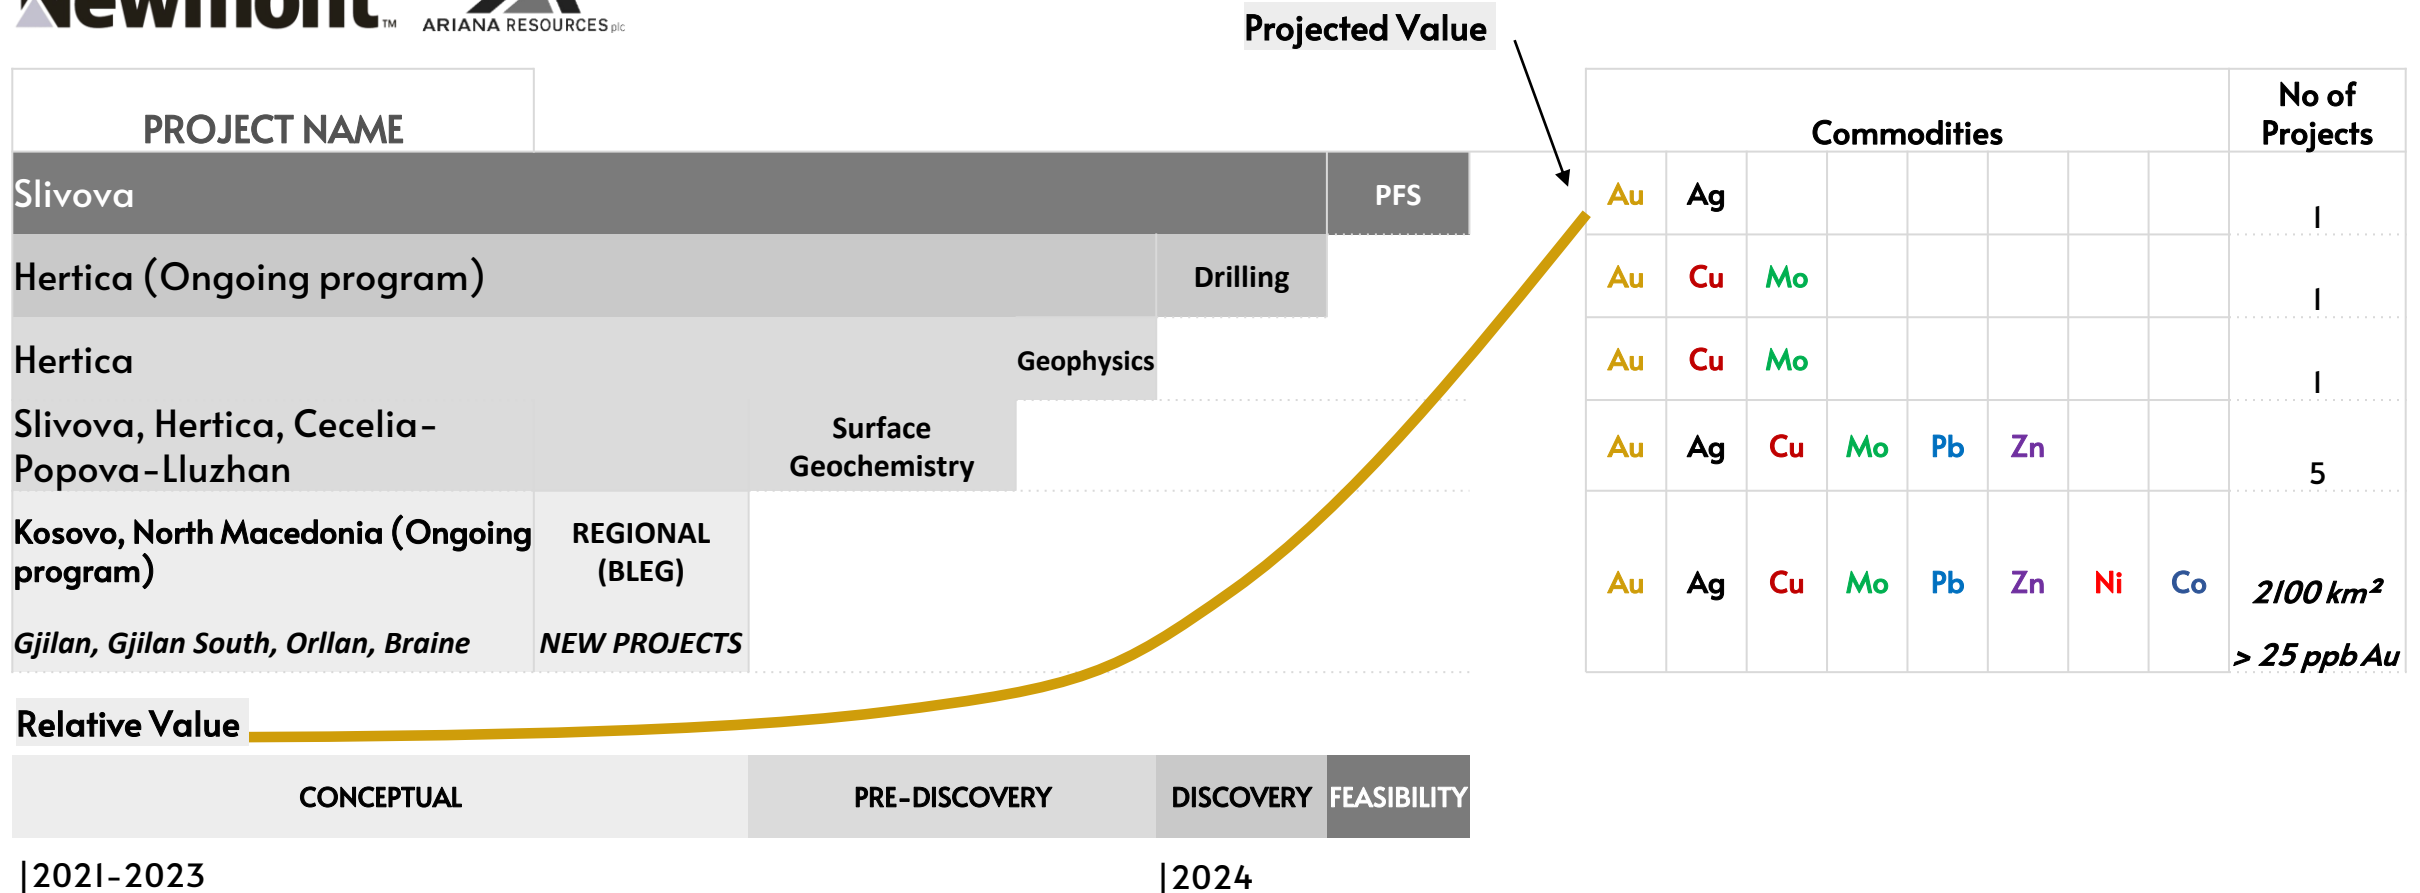 Newmont™
ARIANA RESOURCES plc
Projected Value
PROJECT NAME
Commodities
No of
Projects
Slivova
PFS
Au Ag
1
Hertica (Ongoing program)
Drilling
Au Cu Mo
1
Hertica
Geophysics
Au Cu Mo
1
Slivova, Hertica, Cecelia-
Popova-Lluzhan
Surface
Geochemistry
Au Ag Cu Mo Pb Zn
5
Kosovo, North Macedonia (Ongoing
program)
REGIONAL
(BLEG)
Au Ag Cu Mo Pb Zn Ni Co
2100 km²
Gjilan, Gjilan South, Orllan, Braine
NEW PROJECTS
> 25 ppb Au
Relative Value
CONCEPTUAL
PRE-DISCOVERY
DISCOVERY
FEASIBILITY
|2021-2023
|2024